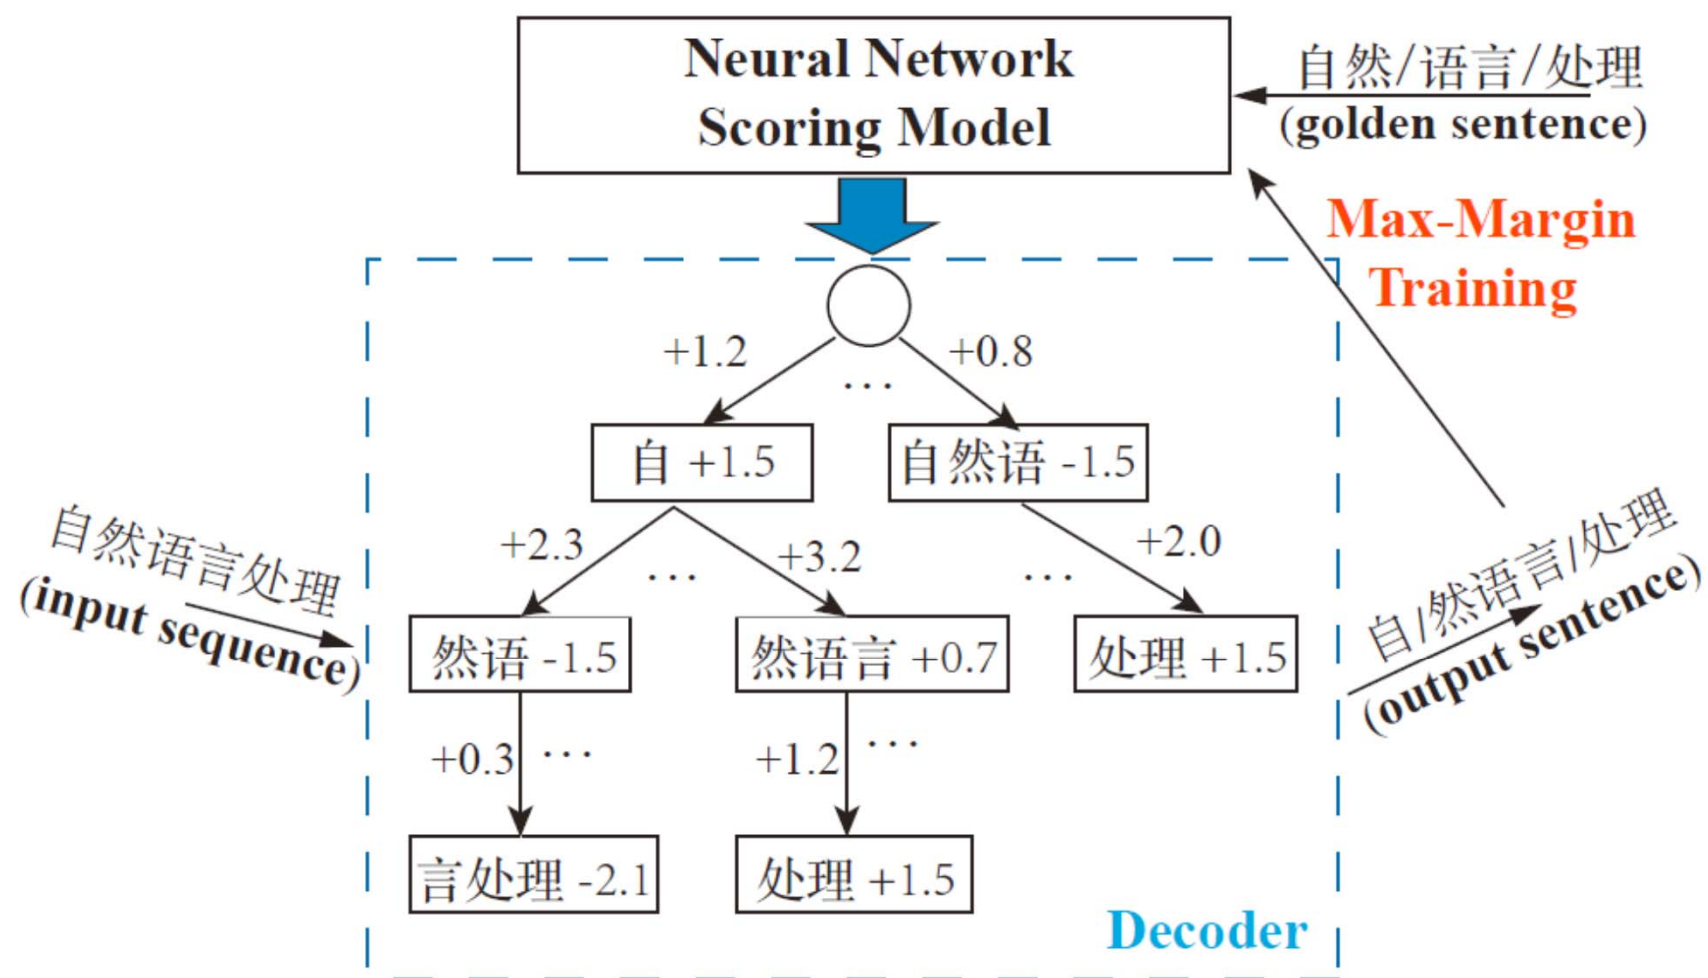 Neural Network
Scoring Model
自然/语言/处理
(golden sentence)
Max-Margin
Training
+1.2
...
+0.8
自 +1.5
自然语 -1.5
自然语言处理
(input sequence)
+2.3
...
+3.2
...
+2.0
然语 -1.5
然语言 +0.7
处理 +1.5
自/然语言/处理
(output sentence)
+0.3
...
+1.2
...
言处理 -2.1
处理 +1.5
Decoder